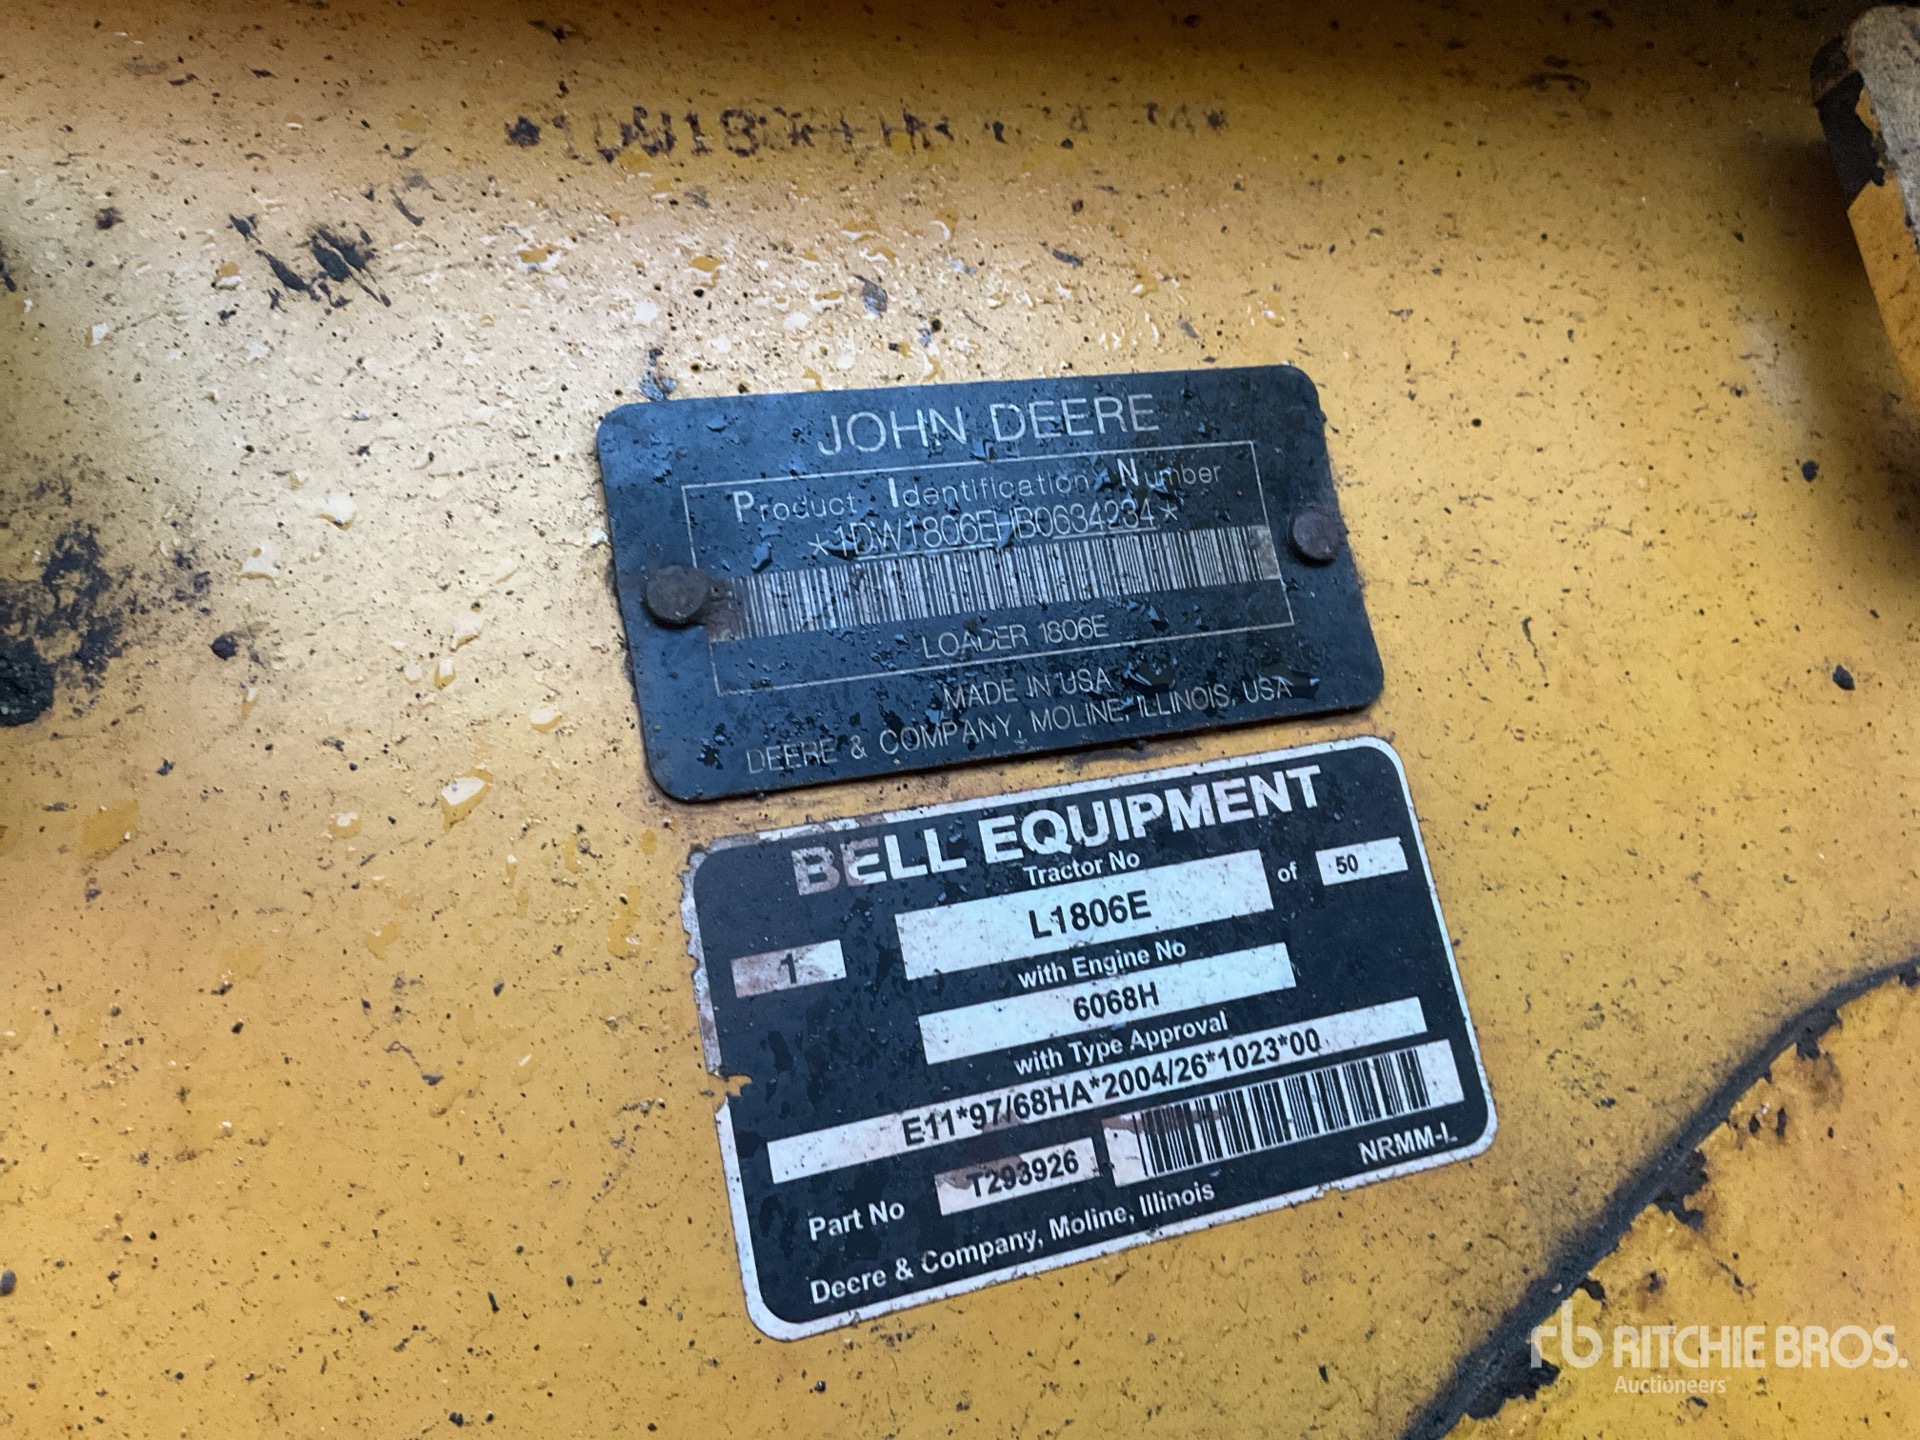 JOHN DEERE
Product Identification Number
*1DW1806EHB0634234*
LOADER 1806E
MADE IN USA
DEERE & COMPANY, MOLINE, ILLINOIS, USA
BELL EQUIPMENT
Tractor No
1 L1806E of 50
with Engine No
6068H
with Type Approval
E11*97/68HA*2004/26*1023*00
Part No T293926
NRMM-L
Deere & Company, Moline, Illinois
rb RITCHIE BROS.
Auctioneers